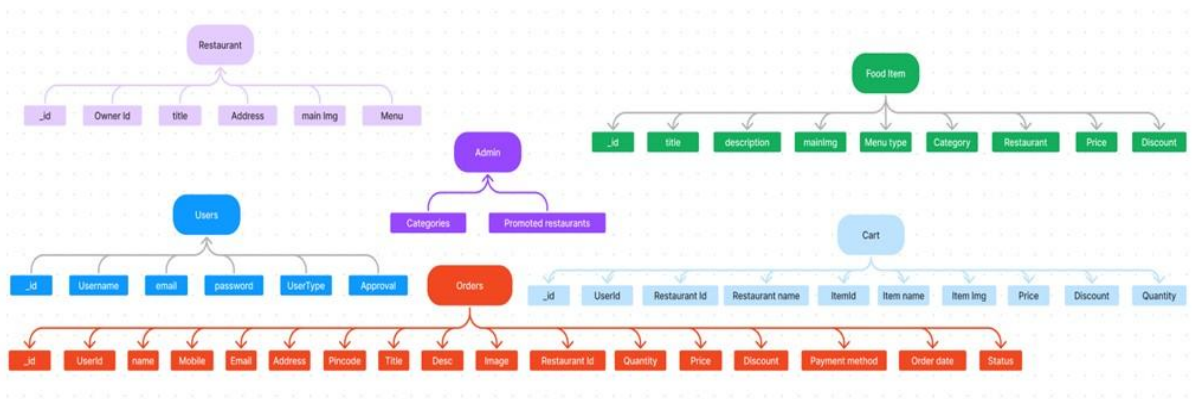 Restaurant
_id
Owner Id
title
Address
main Img
Menu
Food Item
_id
title
description
mainImg
Menu type
Category
Restaurant
Price
Discount
Admin
Categories
Promoted restaurants
Users
_id
Username
email
password
UserType
Approval
Cart
_id
UserId
Restaurant Id
Restaurant name
ItemId
Item name
Item Img
Price
Discount
Quantity
Orders
_id
UserId
name
Mobile
Email
Address
Pincode
Title
Desc
Image
Restaurant Id
Quantity
Price
Discount
Payment method
Order date
Status